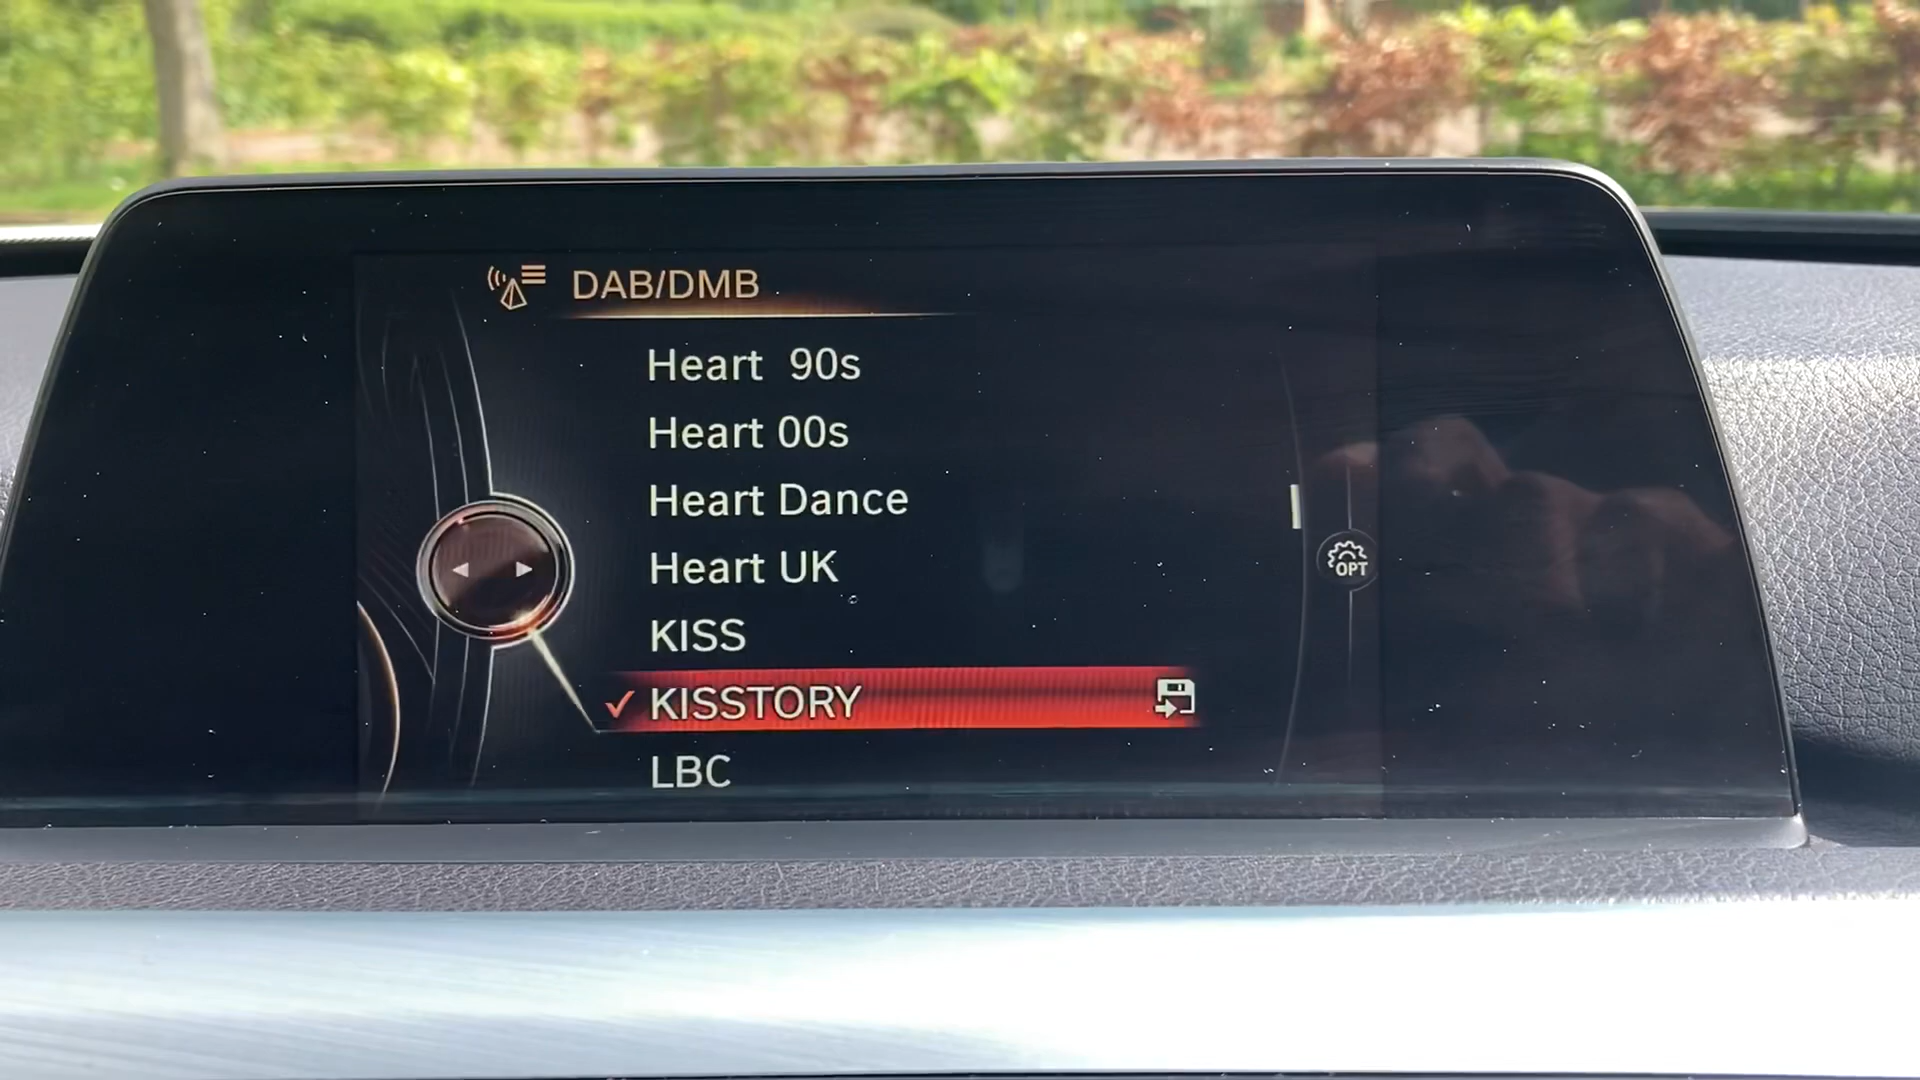 DAB/DMB
Heart 90s
Heart 00s
Heart Dance
Heart UK
KISS
KISSTORY
LBC
OPT